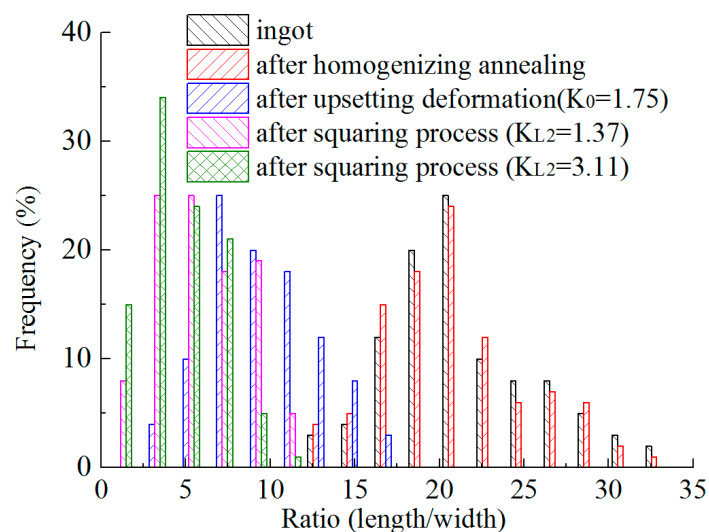 40
30
20
10
0
Frequency (%)
ingot
after homogenizing annealing
after upsetting deformation(K0=1.75)
after squaring process (KL2=1.37)
after squaring process (KL2=3.11)
0 5 10 15 20 25 30 35
Ratio (length/width)